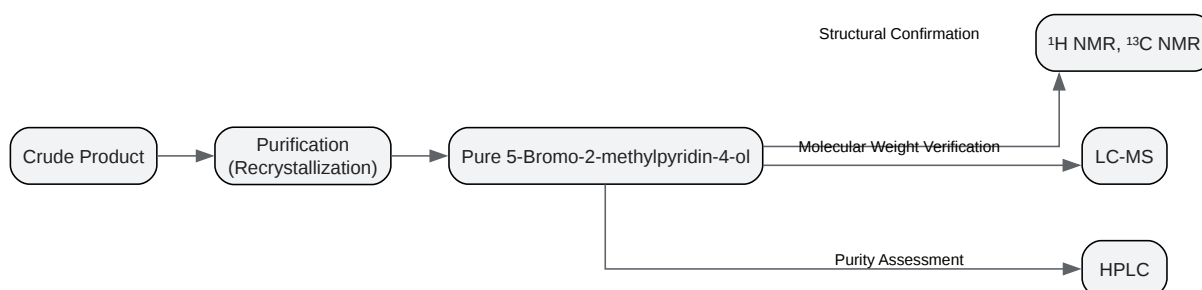 Structural Confirmation
¹H NMR, ¹³C NMR
Crude Product
Purification
(Recrystallization)
Pure 5-Bromo-2-methylpyridin-4-ol
Molecular Weight Verification
LC-MS
Purity Assessment
HPLC